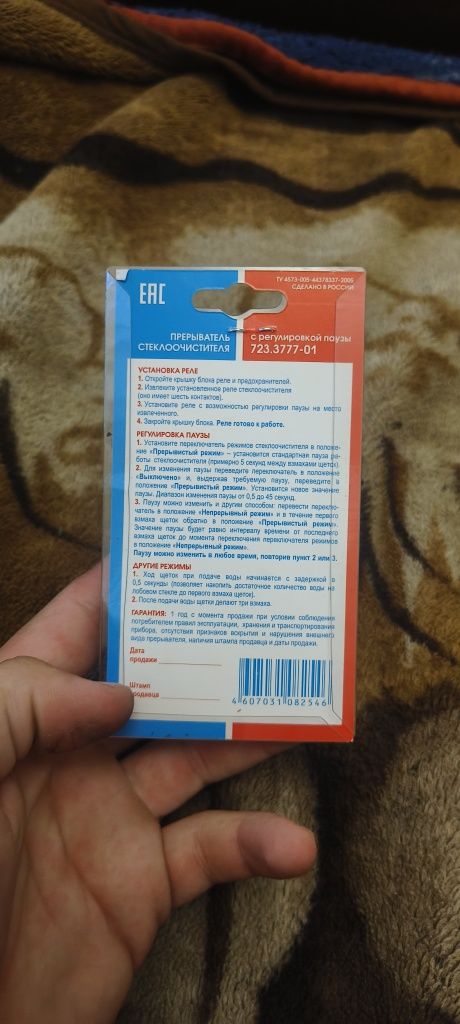 ЕАС
ТУ 4573-005-44378337-2005
СДЕЛАНО В РОССИИ
ПРЕРЫВАТЕЛЬ
СТЕКЛООЧИСТИТЕЛЯ
с регулировкой паузы
723.3777-01
УСТАНОВКА РЕЛЕ
1. Откройте крышку блока реле и предохранителей.
2. Извлеките установленное реле стеклоочистителя
(оно имеет шесть контактов).
3. Установите реле с возможностью регулировки паузы на место
извлеченного.
4. Закройте крышку блока. Реле готово к работе.
РЕГУЛИРОВКА ПАУЗЫ
1. Установите переключатель режимов стеклоочистителя в положе-
ние «Прерывистый режим» – установится стандартная пауза ра-
боты стеклоочистителя (примерно 5 секунд между взмахами щеток).
2. Для изменения паузы переведите переключатель в положение
«Выключено» и, выдержав требуемую паузу, переведите в
положение «Прерывистый режим». Установится новое значение
паузы. Диапазон изменения паузы от 0,5 до 45 секунд.
3. Паузу можно изменить и другим способом: перевести переклю-
чатель в положение «Непрерывный режим» и в течение первого
взмаха щеток обратно в положение «Прерывистый режим».
Значение паузы будет равно интервалу времени от последнего
взмаха щеток до момента переключения переключателя режимов
в положение «Непрерывный режим».
Паузу можно изменить в любое время, повторив пункт 2 или 3.
ДРУГИЕ РЕЖИМЫ
1. Ход щеток при подаче воды начинается с задержкой в
0,5 секунды (позволяет накопить достаточное количество воды на
лобовом стекле до первого взмаха щеток).
2. После подачи воды щетки делают три взмаха.
ГАРАНТИЯ: 1 год с момента продажи при условии соблюдения
потребителем правил эксплуатации, хранения и транспортирования
прибора, отсутствия признаков вскрытия и нарушения внешнего
вида прерывателя, наличия штампа продавца и даты продажи.
Дата
продажи
Штамп
продавца
4 607031 082546